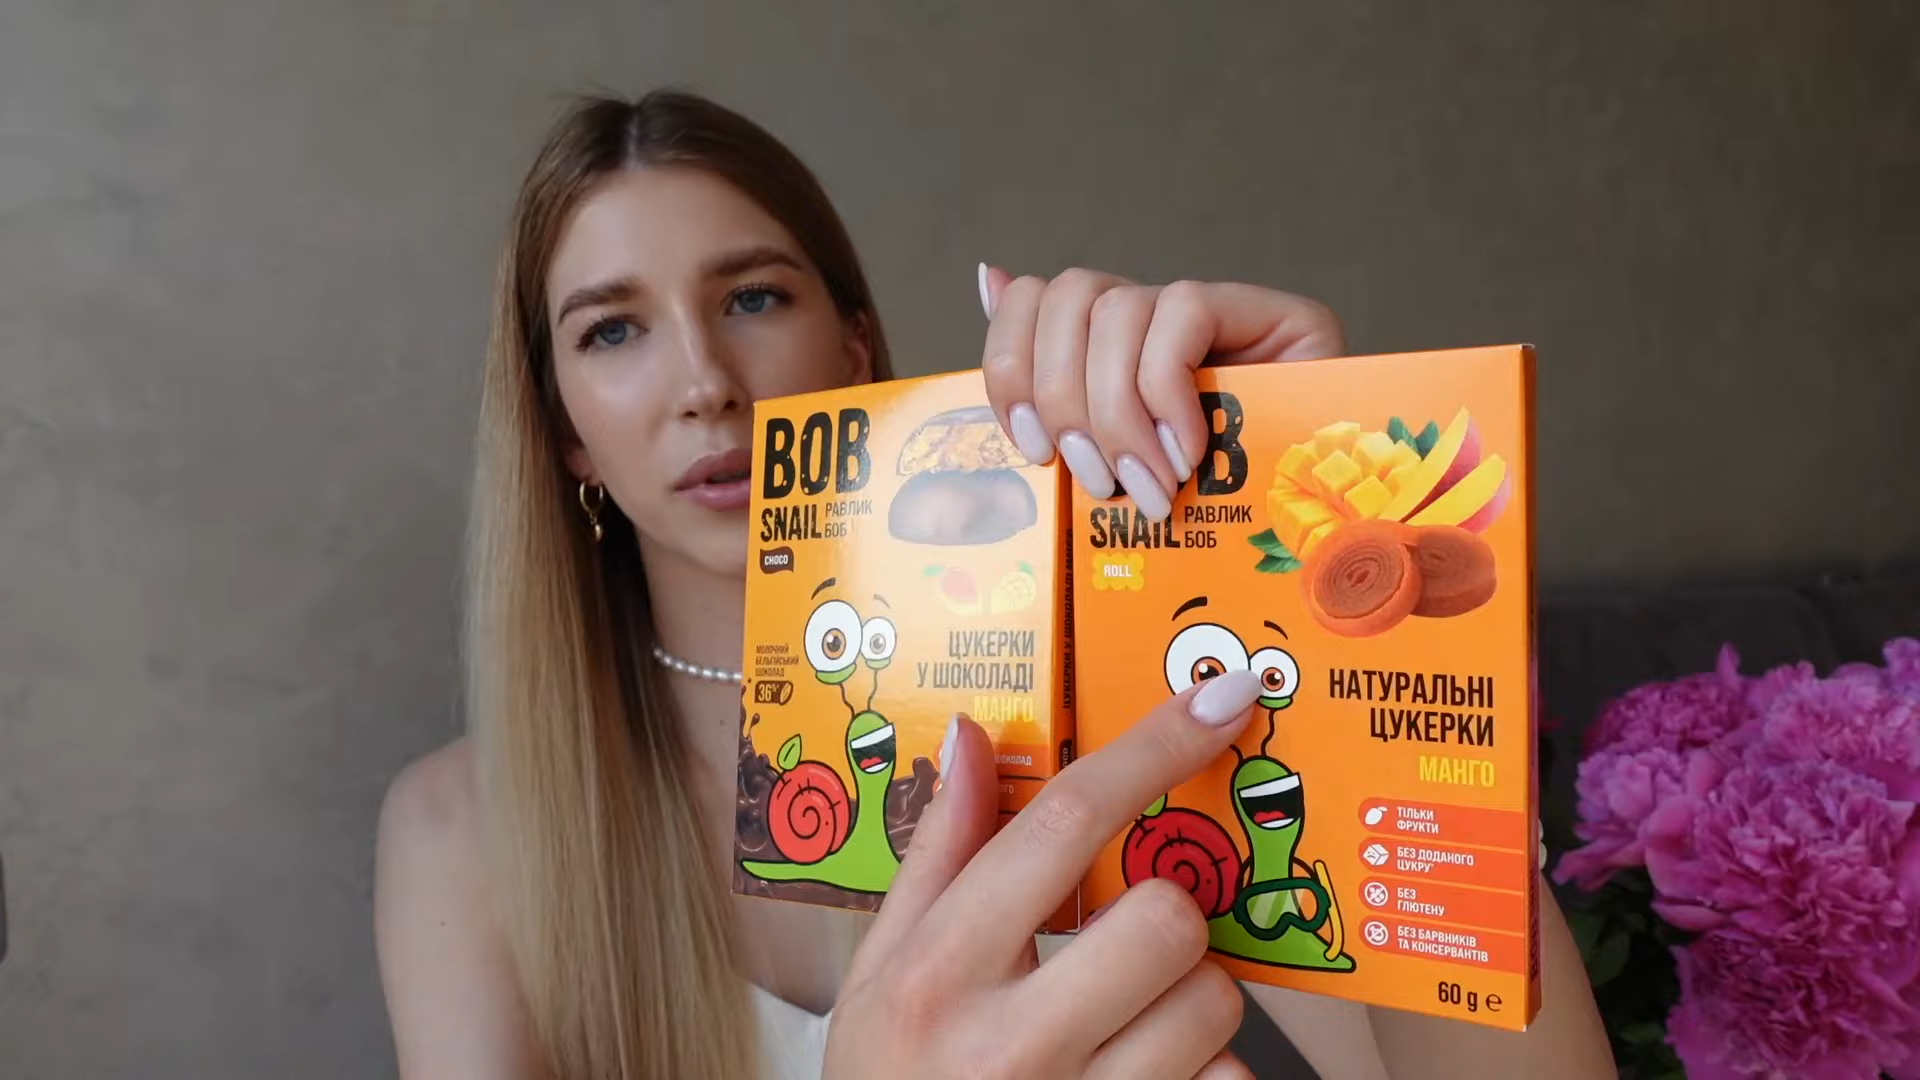 BOB
SNAIL
РАВЛИК
БОБ
CHOCO
МОЛОЧНИЙ
БЕЛЬГІЙСЬКИЙ
ШОКОЛАД
36%
ЦУКЕРКИ
У ШОКОЛАДІ
МАНГО
ШОКОЛАД
B
SNAIL
РАВЛИК
БОБ
ROLL
НАТУРАЛЬНІ
ЦУКЕРКИ
МАНГО
ТІЛЬКИ
ФРУКТИ
БЕЗ ДОДАНОГО
ЦУКРУ*
БЕЗ
ГЛЮТЕНУ
БЕЗ БАРВНИКІВ
ТА КОНСЕРВАНТІВ
60 g ℮